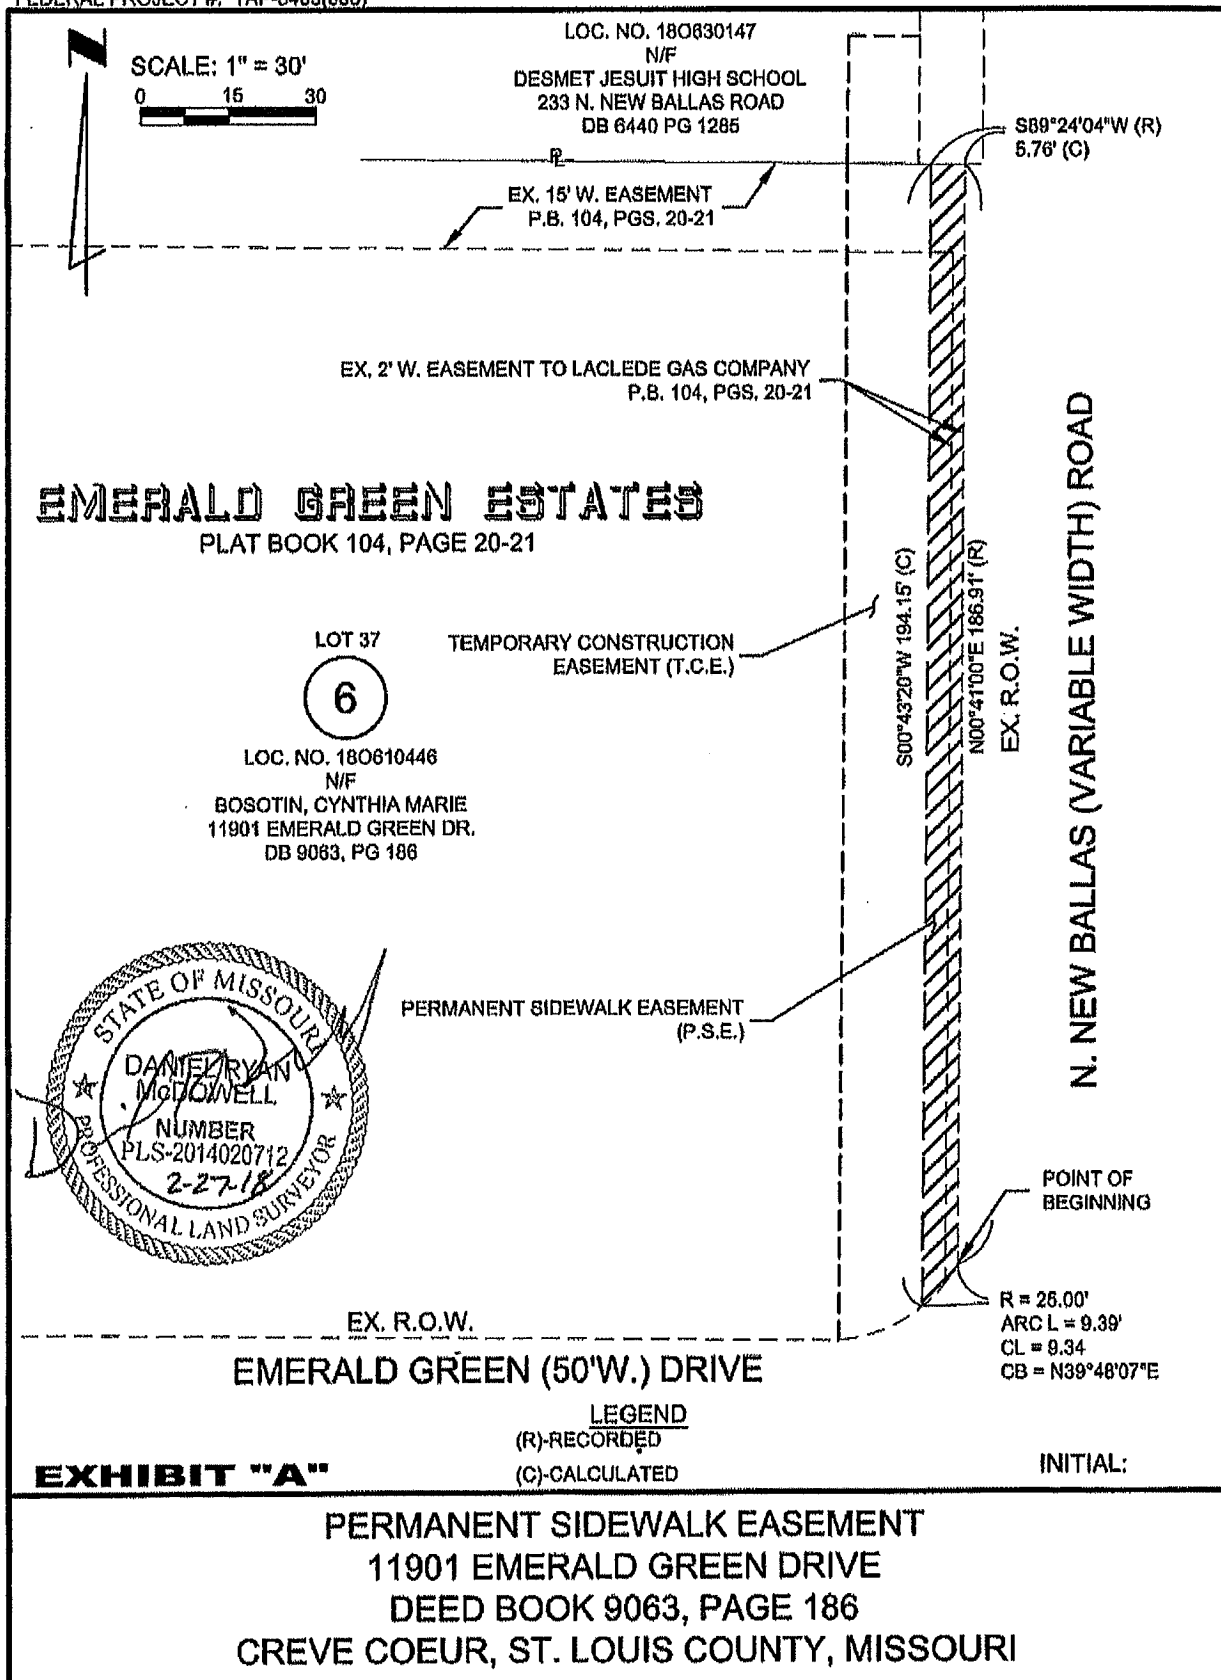 SCALE: 1" = 30'
0 15 30
LOC. NO. 18O630147
N/F
DESMET JESUIT HIGH SCHOOL
233 N. NEW BALLAS ROAD
DB 6440 PG 1285
S89°24'04"W (R)
5.76' (C)
PL
EX. 15' W. EASEMENT
P.B. 104, PGS. 20-21
EX. 2' W. EASEMENT TO LACLEDE GAS COMPANY
P.B. 104, PGS. 20-21
EMERALD GREEN ESTATES
PLAT BOOK 104, PAGE 20-21
LOT 37
6
LOC. NO. 18O610446
N/F
BOSOTIN, CYNTHIA MARIE
11901 EMERALD GREEN DR.
DB 9063, PG 186
TEMPORARY CONSTRUCTION
EASEMENT (T.C.E.)
S00°43'20"W 194.15' (C)
N00°41'00"E 186.91' (R)
EX. R.O.W.
N. NEW BALLAS (VARIABLE WIDTH) ROAD
PERMANENT SIDEWALK EASEMENT
(P.S.E.)
STATE OF MISSOURI
DANIEL RYAN
McDOWELL
NUMBER
PLS-2014020712
2-27-18
PROFESSIONAL LAND SURVEYOR
POINT OF
BEGINNING
R = 25.00'
ARC L = 9.39'
CL = 9.34
CB = N39°48'07"E
EX. R.O.W.
EMERALD GREEN (50'W.) DRIVE
LEGEND
(R)-RECORDED
(C)-CALCULATED
EXHIBIT "A"
INITIAL:
PERMANENT SIDEWALK EASEMENT
11901 EMERALD GREEN DRIVE
DEED BOOK 9063, PAGE 186
CREVE COEUR, ST. LOUIS COUNTY, MISSOURI